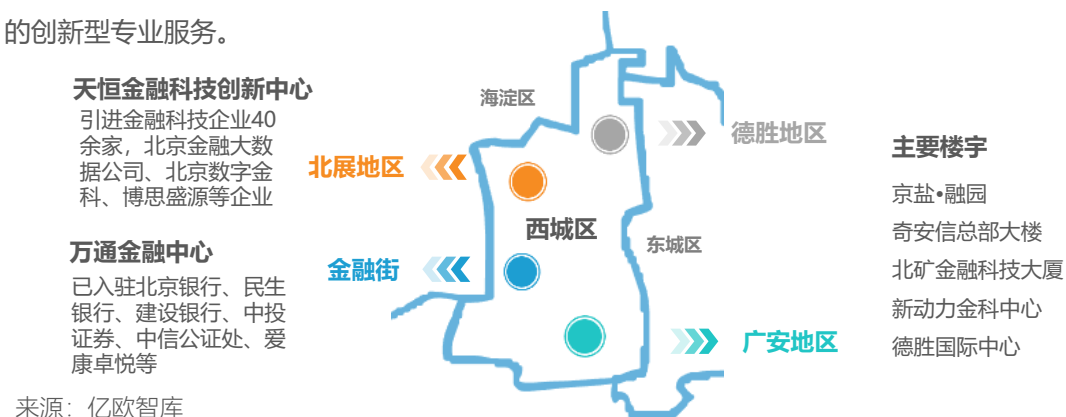 的创新型专业服务。
天恒金融科技创新中心
引进金融科技企业40
余家，北京金融大数
据公司、北京数字金
科、博思盛源等企业
万通金融中心
已入驻北京银行、民生
银行、建设银行、中投
证券、中信公证处、爱
康卓悦等
来源：亿欧智库
海淀区
北展地区
德胜地区
西城区
东城区
金融街
广安地区
主要楼宇
京盐•融园
奇安信总部大楼
北矿金融科技大厦
新动力金科中心
德胜国际中心